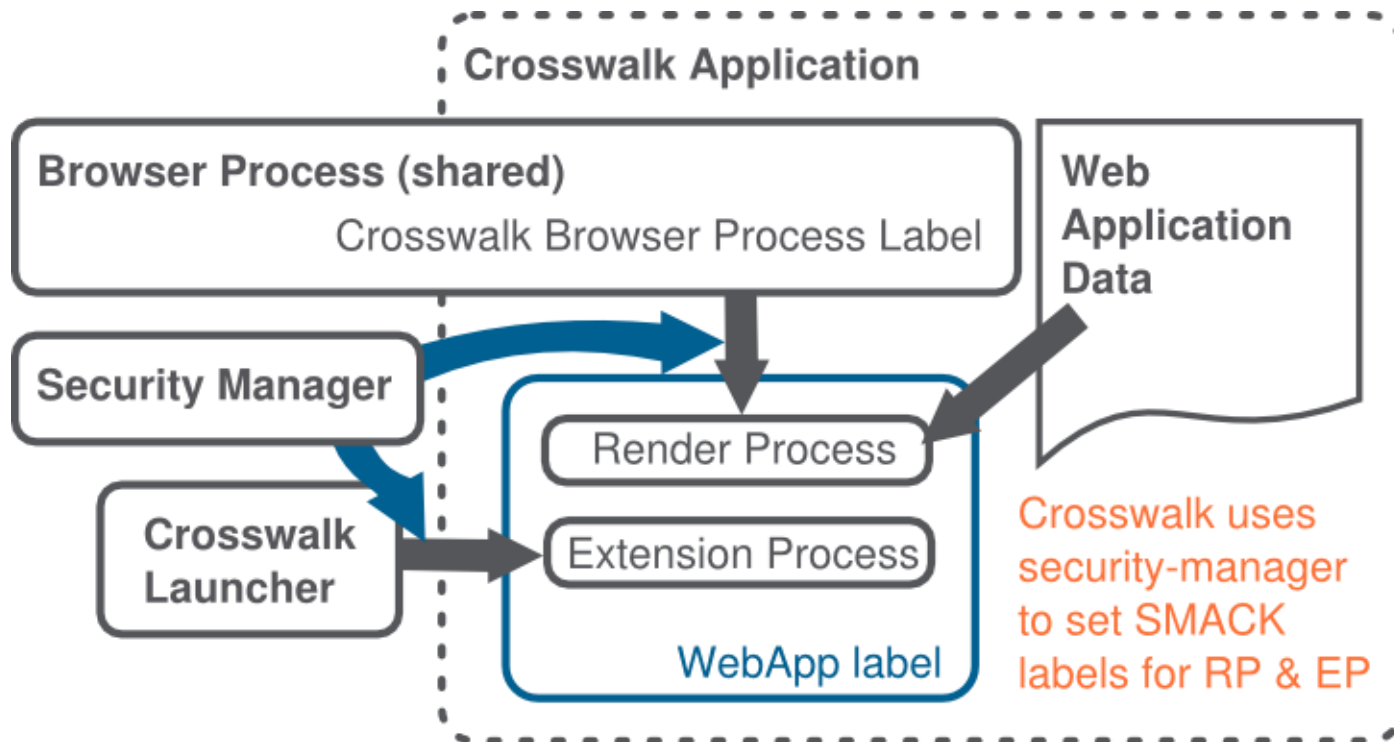 Crosswalk Application
Browser Process (shared)
Crosswalk Browser Process Label
Web
Application
Data
Security Manager
Render Process
Crosswalk
Launcher
Extension Process
WebApp label
Crosswalk uses
security-manager
to set SMACK
labels for RP & EP